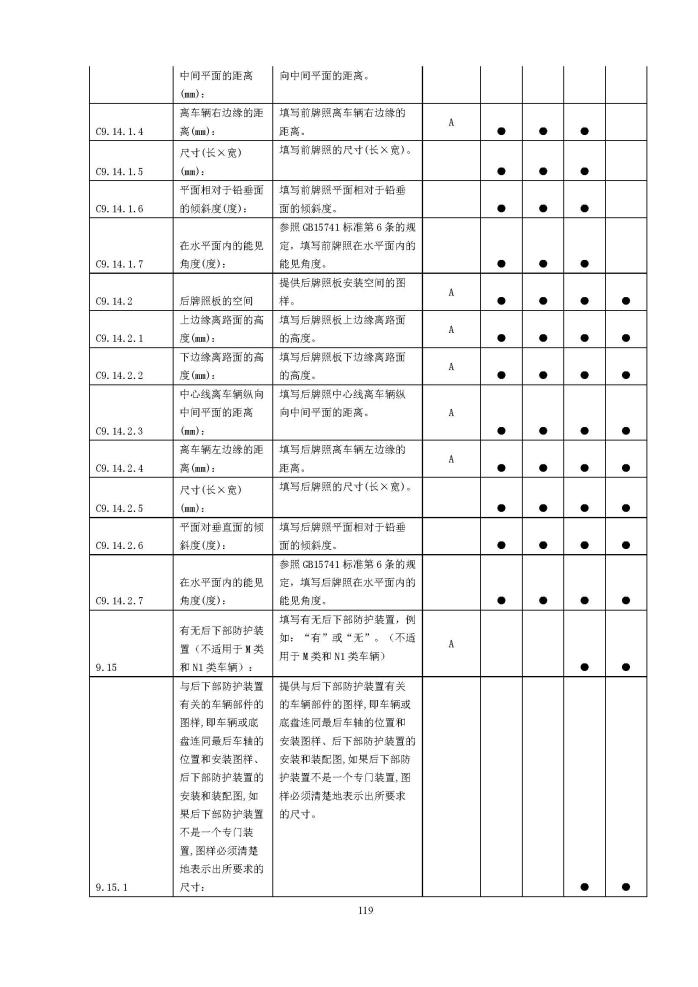 中间平面的距离 向中间平面的距离。
(mm)：
离车辆右边缘的距 填写前牌照离车辆右边缘的
C9.14.1.4 离(mm)： 距离。 A ● ● ●
尺寸(长×宽) 填写前牌照的尺寸(长×宽)。
C9.14.1.5 (mm)： ● ● ●
平面相对于铅垂面 填写前牌照平面相对于铅垂
C9.14.1.6 的倾斜度(度)： 面的倾斜度。 ● ● ●
参照 GB15741 标准第 6 条的规
在水平面内的能见 定，填写前牌照在水平面内的
C9.14.1.7 角度(度)： 能见角度。 ● ● ●
提供后牌照板安装空间的图
C9.14.2 后牌照板的空间 样。 A ● ● ● ●
上边缘离路面的高 填写后牌照板上边缘离路面
C9.14.2.1 度(mm)： 的高度。 A ● ● ● ●
下边缘离路面的高 填写后牌照板下边缘离路面
C9.14.2.2 度(mm)： 的高度。 A ● ● ● ●
中心线离车辆纵向 填写后牌照中心线离车辆纵
中间平面的距离 向中间平面的距离。 A
C9.14.2.3 (mm)： ● ● ● ●
离车辆左边缘的距 填写后牌照离车辆左边缘的
C9.14.2.4 离(mm)： 距离。 A ● ● ● ●
尺寸(长×宽) 填写后牌照的尺寸(长×宽)。
C9.14.2.5 (mm)： ● ● ● ●
平面对垂直面的倾 填写后牌照平面相对于铅垂
C9.14.2.6 斜度(度)： 面的倾斜度。 ● ● ● ●
参照 GB15741 标准第 6 条的规
在水平面内的能见 定，填写后牌照在水平面内的
C9.14.2.7 角度(度)： 能见角度。 ● ● ● ●
填写有无后下部防护装置，例
有无后下部防护装 如：“有”或“无”。（不适
置（不适用于 M 类 用于 M 类和 N1 类车辆） A
9.15 和 N1 类车辆）： ● ●
与后下部防护装置 提供与后下部防护装置有关
有关的车辆部件的 的车辆部件的图样,即车辆或
图样,即车辆或底 底盘连同最后车轴的位置和
盘连同最后车轴的 安装图样、后下部防护装置的
位置和安装图样、 安装和装配图,如果后下部防
后下部防护装置的 护装置不是一个专门装置,图
安装和装配图,如 样必须清楚地表示出所要求
果后下部防护装置 的尺寸。
不是一个专门装
置,图样必须清楚
地表示出所要求的
9.15.1 尺寸： ● ●
119